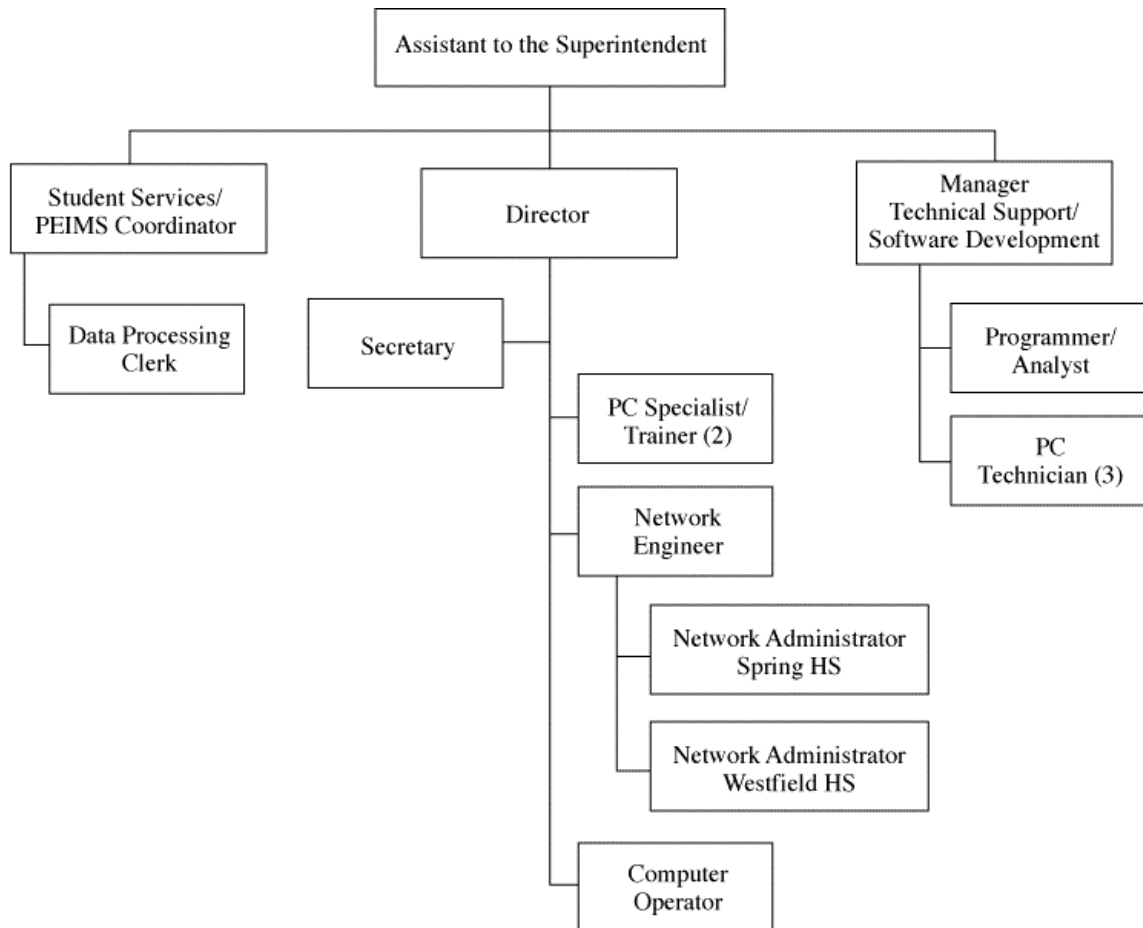 Assistant to the Superintendent
Student Services/
PEIMS Coordinator
Director
Manager
Technical Support/
Software Development
Data Processing
Clerk
Secretary
Programmer/
Analyst
PC Specialist/
Trainer (2)
PC
Technician (3)
Network
Engineer
Network Administrator
Spring HS
Network Administrator
Westfield HS
Computer
Operator